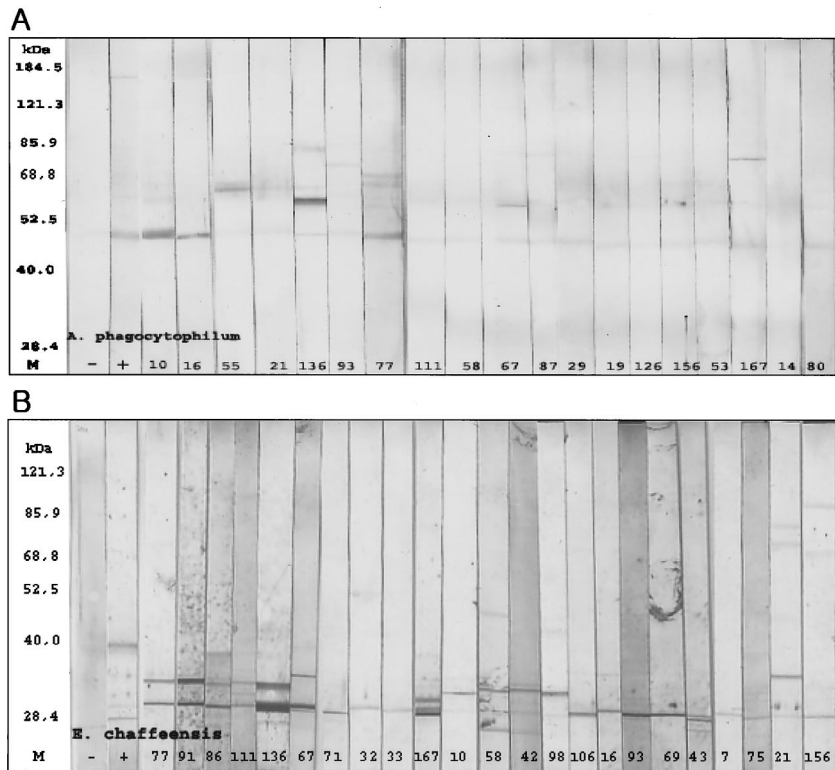 A
kDa
184.5
121.3
85.9
68,8
52.5
40.0
28.4
A. phagocytophilum
M - + 10 16 55 21 136 93 77 111 58 67 87 29 19 126 156 53 167 14 80
B
kDa
121,3
85,9
68,8
52,5
40,0
28.4
E. chaffeensis
M - + 77 91 86 111 136 67 71 32 33 167 10 58 42 98 106 16 93 69 43 7 75 21 156